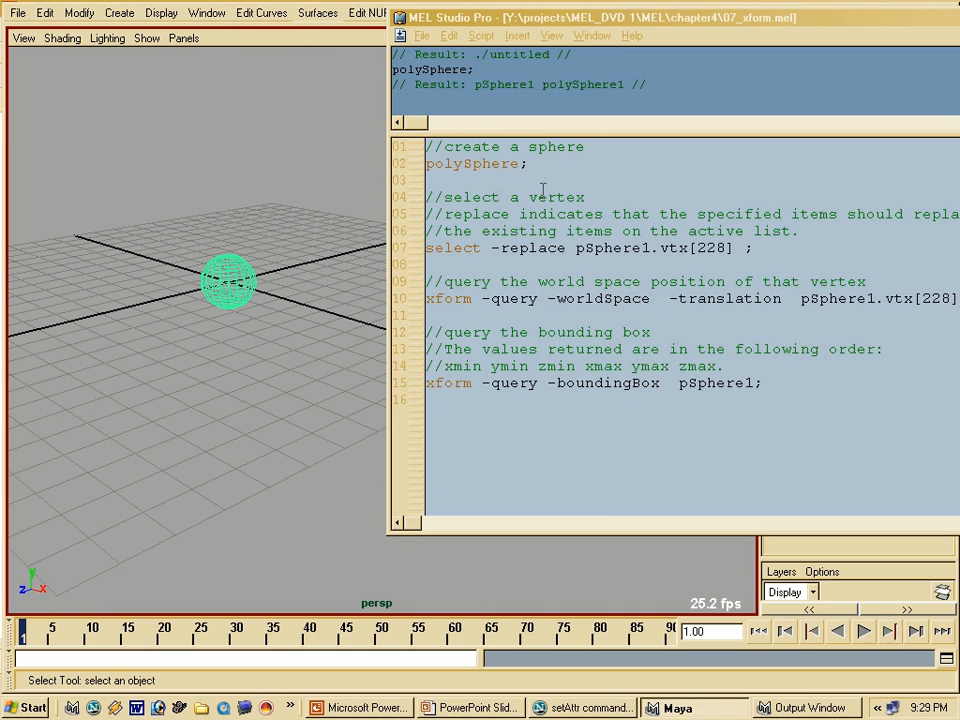 File Edit Modify Create Display Window Edit Curves Surfaces Edit NUR
View Shading Lighting Show Panels
MEL Studio Pro - [Y:\projects\MEL_DVD 1\MEL\chapter4\07_xform.mel]
File Edit Script Insert View Window Help
// Result: ./untitled //
polySphere;
// Result: pSphere1 polySphere1 //
01 //create a sphere
02 polySphere;
03
04 //select a vertex
05 //replace indicates that the specified items should repla
06 //the existing items on the active list.
07 select -replace pSphere1.vtx[228] ;
08
09 //query the world space position of that vertex
10 xform -query -worldSpace -translation pSphere1.vtx[228]
11
12 //query the bounding box
13 //The values returned are in the following order:
14 //xmin ymin zmin xmax ymax zmax.
15 xform -query -boundingBox pSphere1;
16
y
z x
persp
25.2 fps
Layers Options
Display
<< >>
1 5 10 15 20 25 30 35 40 45 50 55 60 65 70 75 80 85 90
1.00
Select Tool: select an object
Start
Microsoft Powe...
PowerPoint Slid...
setAttr command...
Maya
Output Window
9:29 PM